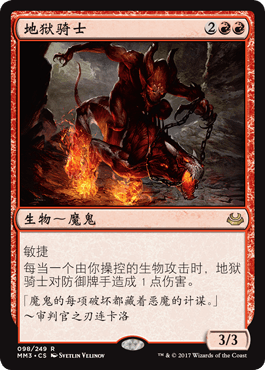 地狱骑士 2
生物～魔鬼
敏捷
每当一个由你操控的生物攻击时，地狱
骑士对防御牌手造成1点伤害。
「魔鬼的每项破坏都藏着恶魔的计谋。」
～审判官之刃连卡洛
3/3
098/249 R
MM3 • CS Svetlin Velinov
™ & © 2017 Wizards of the Coast